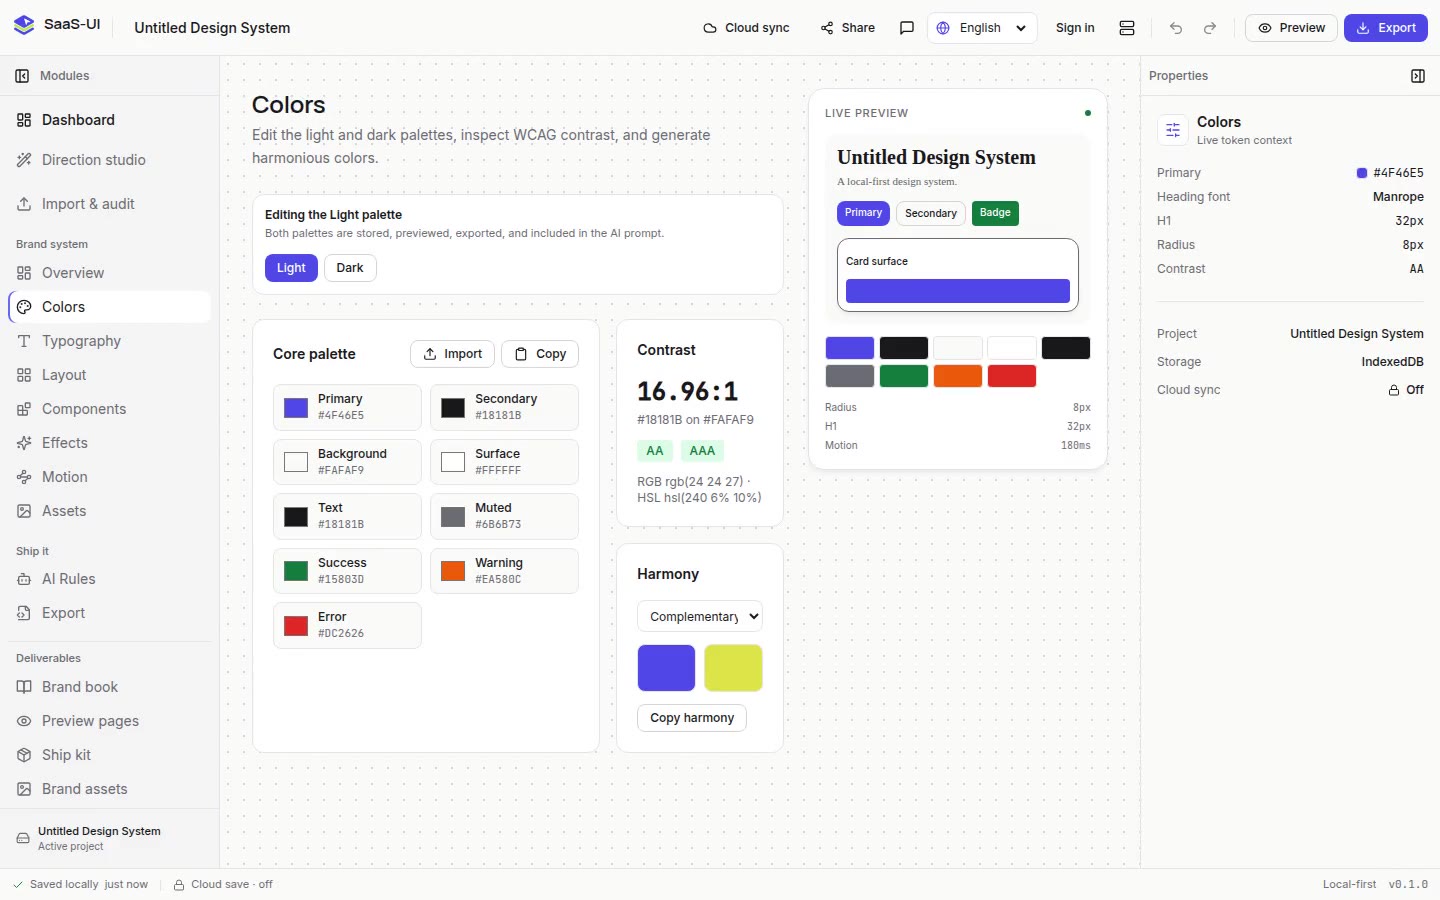 SaaS-UI
Untitled Design System
Cloud sync
Share
English
Sign in
Preview
Export
Modules
Dashboard
Direction studio
Import & audit
Brand system
Overview
Colors
Typography
Layout
Components
Effects
Motion
Assets
Ship it
AI Rules
Export
Deliverables
Brand book
Preview pages
Ship kit
Brand assets
Untitled Design System
Active project
Colors
Edit the light and dark palettes, inspect WCAG contrast, and generate
harmonious colors.
Editing the Light palette
Both palettes are stored, previewed, exported, and included in the AI prompt.
Light
Dark
Core palette
Import
Copy
Primary
#4F46E5
Secondary
#18181B
Background
#FAFAF9
Surface
#FFFFFF
Text
#18181B
Muted
#6B6B73
Success
#15803D
Warning
#EA580C
Error
#DC2626
Contrast
16.96:1
#18181B on #FAFAF9
AA
AAA
RGB rgb(24 24 27) ·
HSL hsl(240 6% 10%)
Harmony
Complementary
Copy harmony
LIVE PREVIEW
Untitled Design System
A local-first design system.
Primary
Secondary
Badge
Card surface
Radius
8px
H1
32px
Motion
180ms
Properties
Colors
Live token context
Primary
#4F46E5
Heading font
Manrope
H1
32px
Radius
8px
Contrast
AA
Project
Untitled Design System
Storage
IndexedDB
Cloud sync
Off
Saved locally just now
Cloud save · off
Local-first
v0.1.0